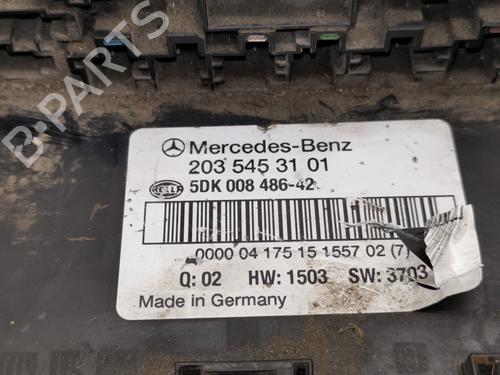 B-PARTS
Mercedes-Benz
203 545 31 01
HELLA 5DK 008 486-42
0000 04 175 15 1557 02 (7)
Q: 02 HW: 1503 SW: 3703
Made in Germany